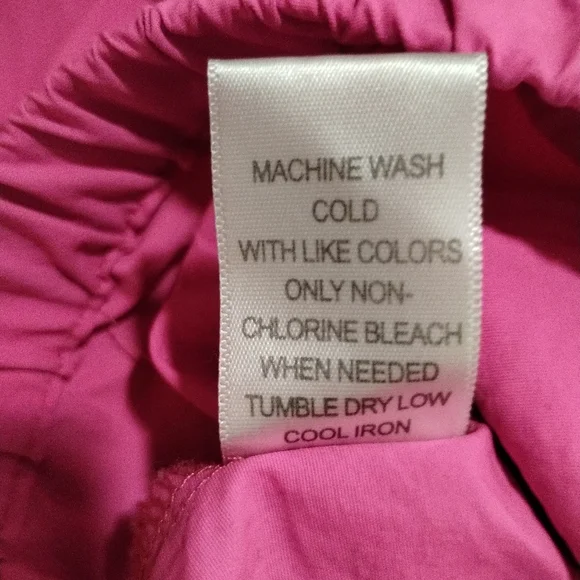 MACHINE WASH
COLD
WITH LIKE COLORS
ONLY NON-
CHLORINE BLEACH
WHEN NEEDED
TUMBLE DRY LOW
COOL IRON